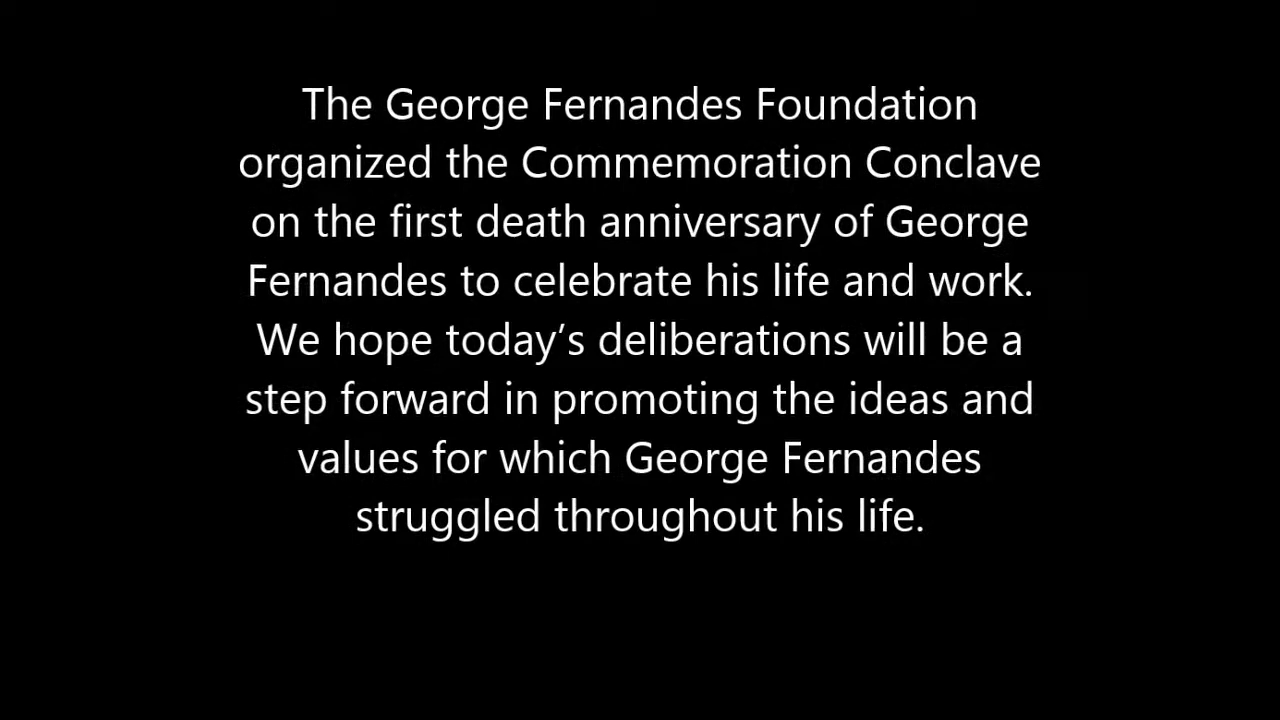 The George Fernandes Foundation
organized the Commemoration Conclave
on the first death anniversary of George
Fernandes to celebrate his life and work.
We hope today’s deliberations will be a
step forward in promoting the ideas and
values for which George Fernandes
struggled throughout his life.